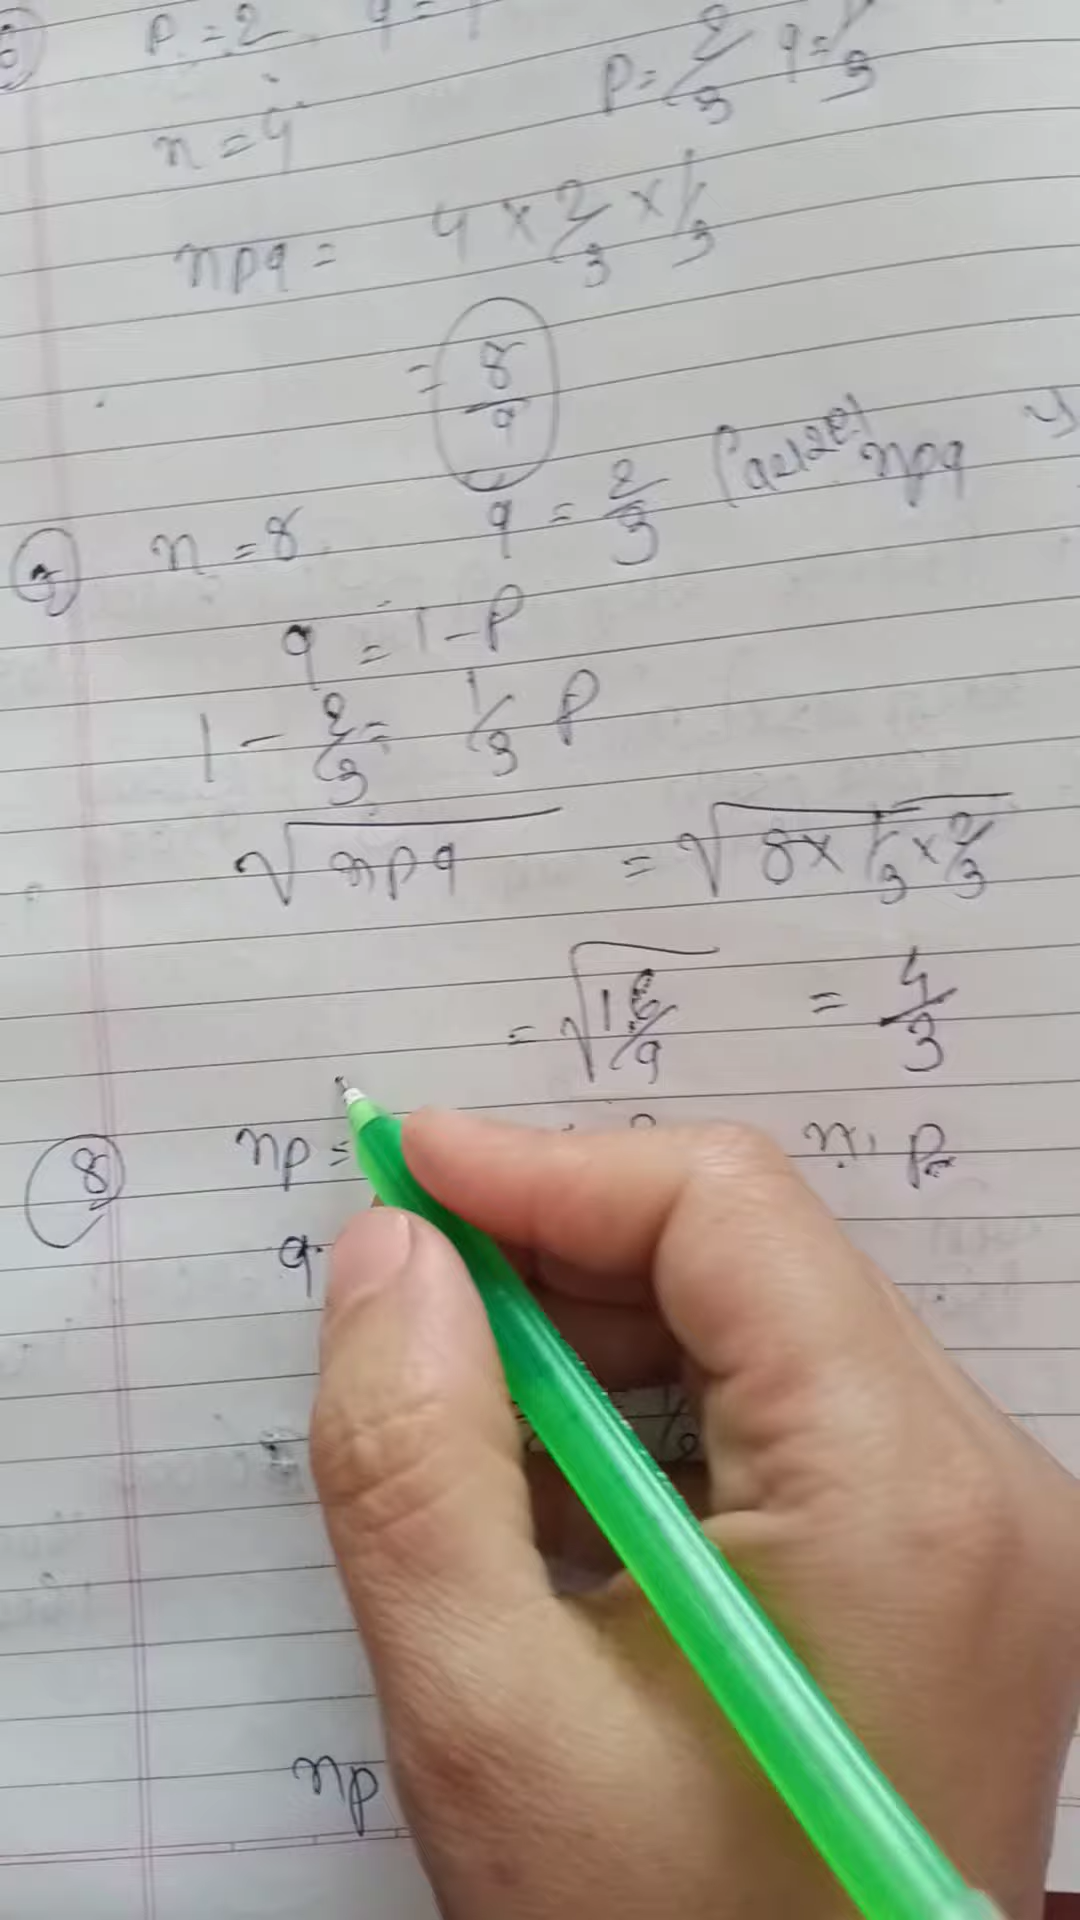 P = 2
n = 4
P = 2/3 q = 1/3
npq = 4 × 2/3 × 1/3
= 8/9
7 n = 8 q = 2/3 npq
q = 1 - P
1 - 2/3 = 1/3 P
√npq = √8 × 1/3 × 2/3
= √16/9 = 4/3
8 np = n, P
q
np